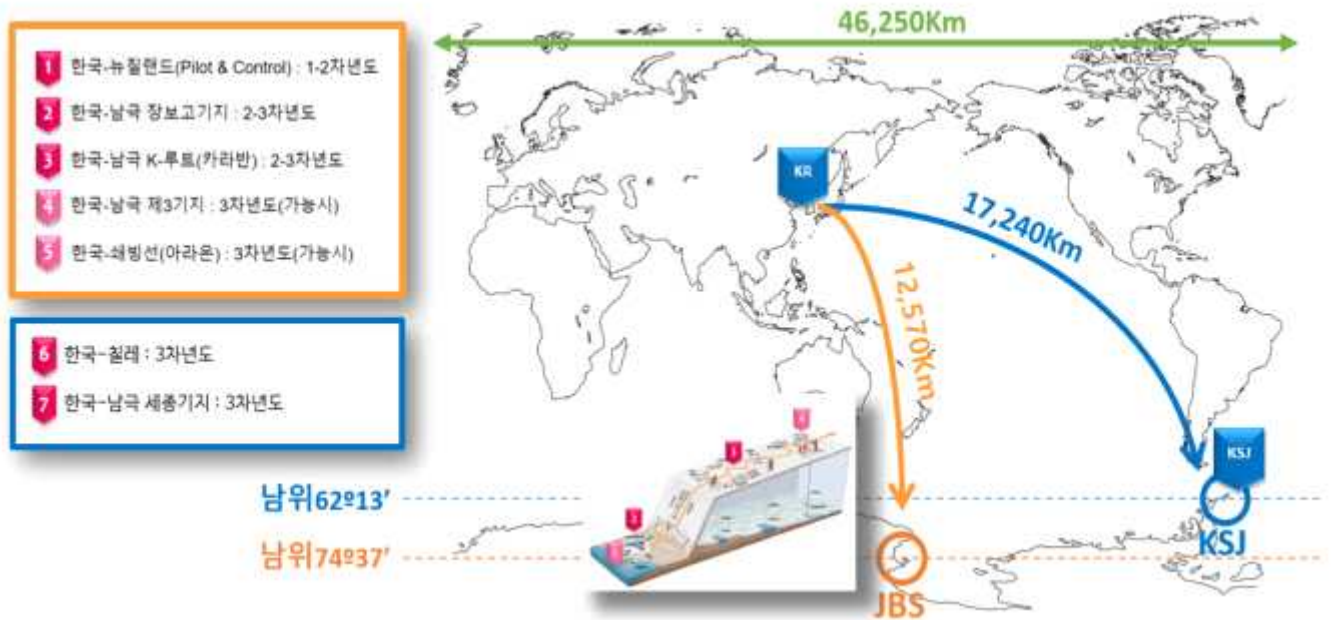 46,250Km
1 한국-뉴질랜드(Pilot & Control) : 1-2차년도
2 한국-남극 장보고기지 : 2-3차년도
3 한국-남극 K-루트(카라반) : 2-3차년도
4 한국-남극 제3기지 : 3차년도(가능시)
5 한국-쇄빙선(아라온) : 3차년도(가능시)
KR
17,240Km
12,570Km
6 한국-칠레 : 3차년도
7 한국-남극 세종기지 : 3차년도
KSJ
남위62º13′
KSJ
남위74º37′
JBS